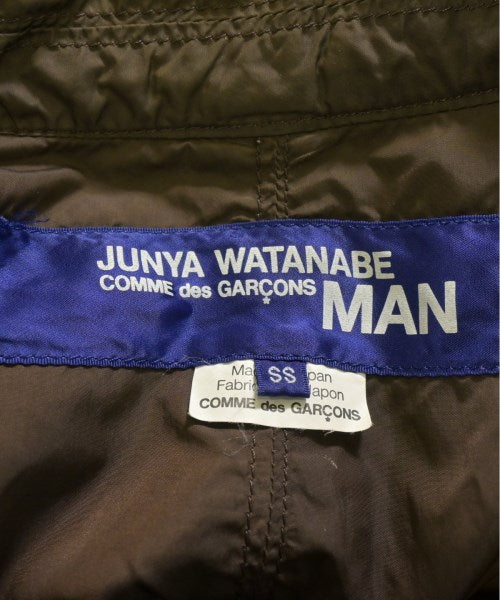 JUNYA WATANABE
COMME des GARÇONS
MAN
SS
COMME des GARÇONS